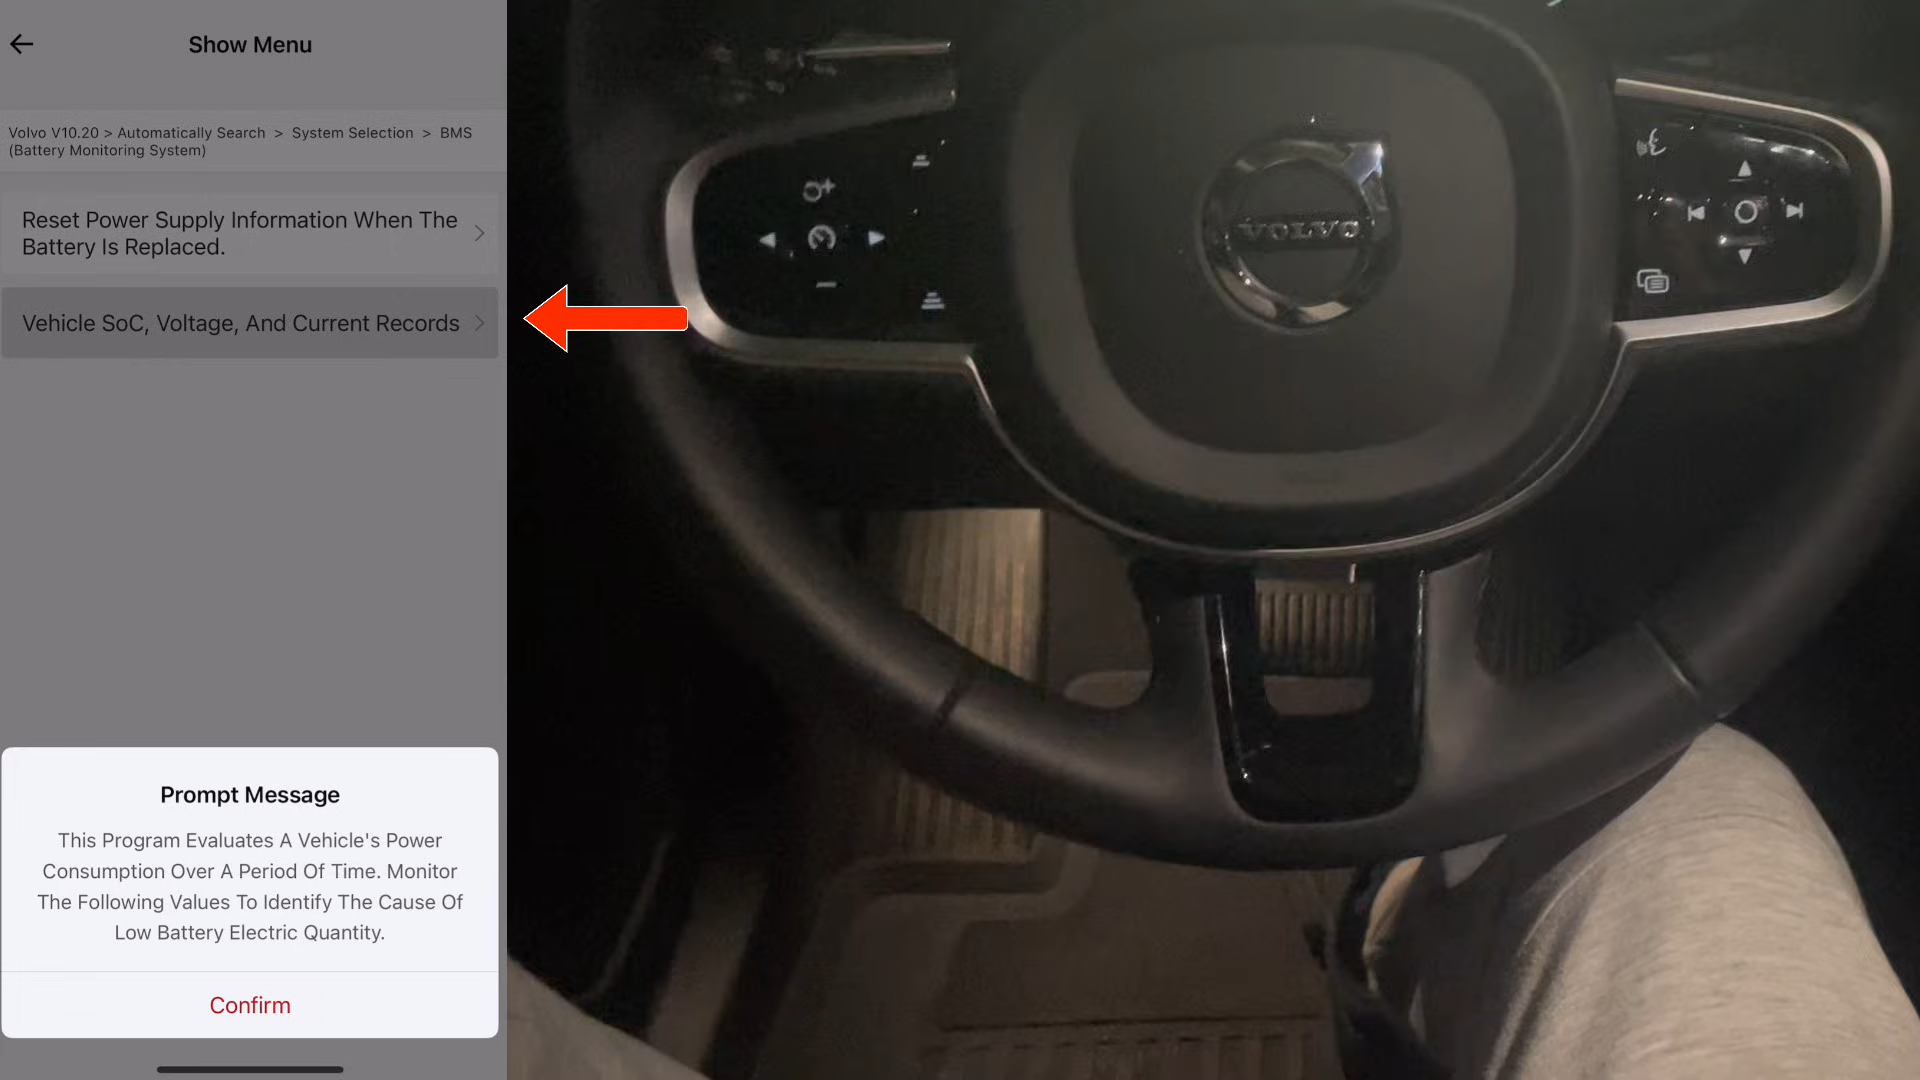 Show Menu
Volvo V10.20 > Automatically Search > System Selection > BMS
(Battery Monitoring System)
Reset Power Supply Information When The
Battery Is Replaced.
Vehicle SoC, Voltage, And Current Records
Prompt Message
This Program Evaluates A Vehicle's Power
Consumption Over A Period Of Time. Monitor
The Following Values To Identify The Cause Of
Low Battery Electric Quantity.
Confirm
VOLVO